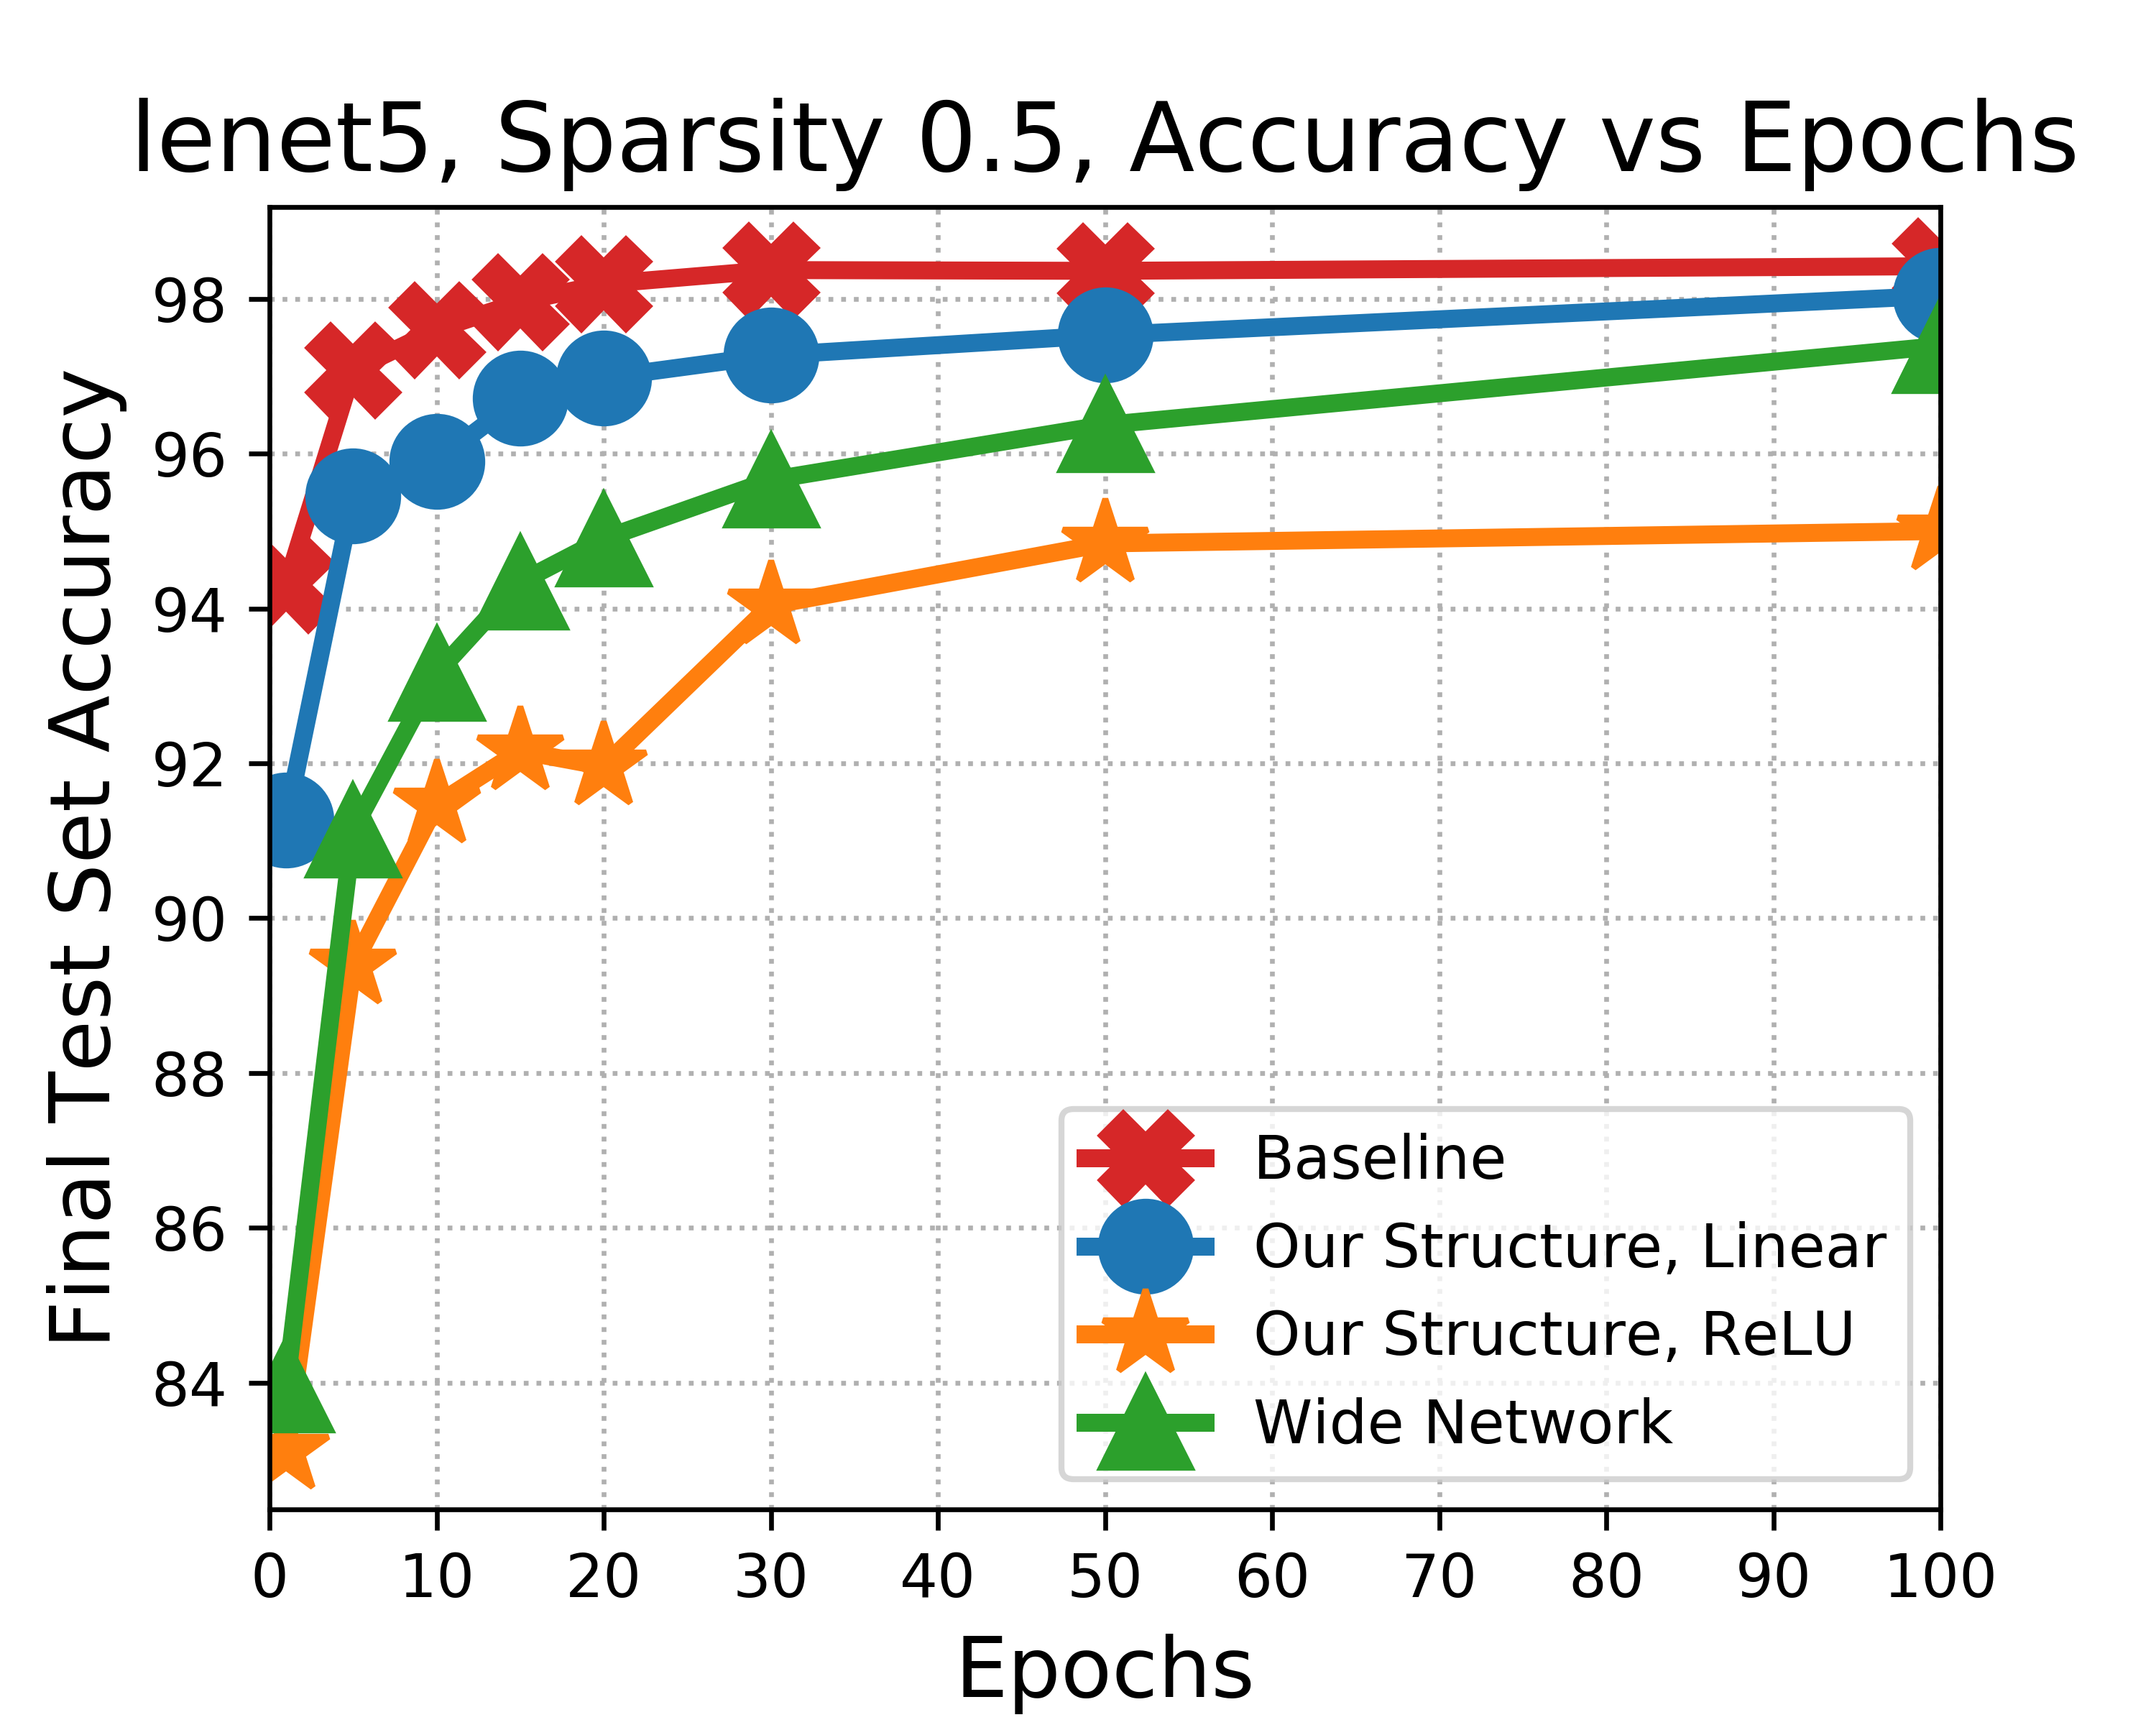 lenet5, Sparsity 0.5, Accuracy vs Epochs
Final Test Set Accuracy
98
96
94
92
90
88
86
84
Baseline
Our Structure, Linear
Our Structure, ReLU
Wide Network
0 10 20 30 40 50 60 70 80 90 100
Epochs